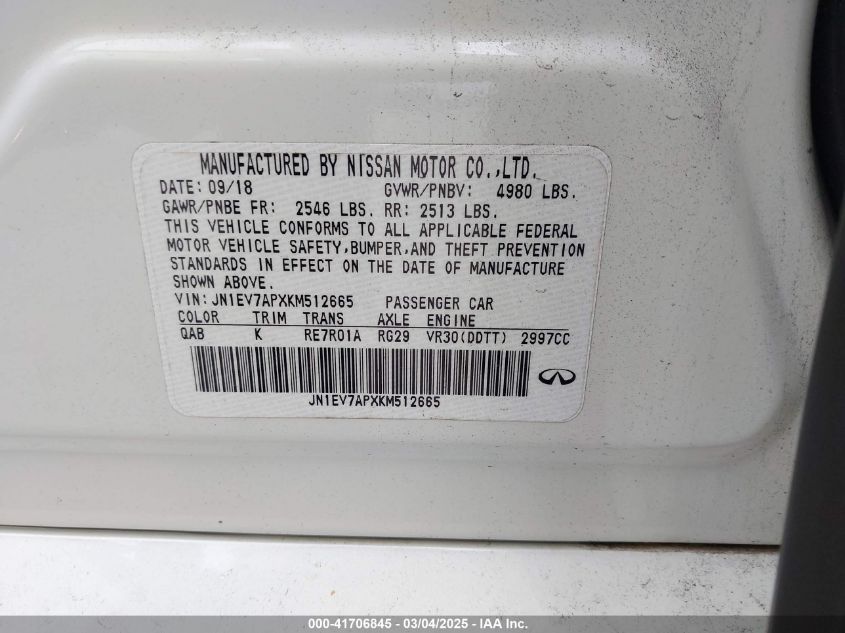 MANUFACTURED BY NISSAN MOTOR CO.,LTD.
DATE: 09/18 GVWR/PNBV: 4980 LBS.
GAWR/PNBE FR: 2546 LBS. RR: 2513 LBS.
THIS VEHICLE CONFORMS TO ALL APPLICABLE FEDERAL
MOTOR VEHICLE SAFETY,BUMPER,AND THEFT PREVENTION
STANDARDS IN EFFECT ON THE DATE OF MANUFACTURE
SHOWN ABOVE.
VIN: JN1EV7APXKM512665 PASSENGER CAR
COLOR TRIM TRANS AXLE ENGINE
QAB K RE7R01A RG29 VR30(DDTT) 2997CC
JN1EV7APXKM512665
000-41706845 / 03/04/2025 - IAA Inc.